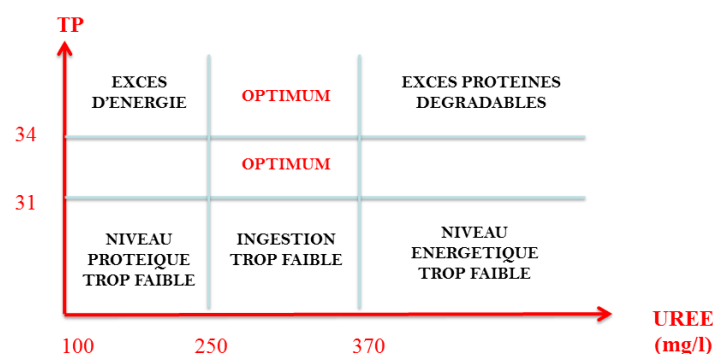 TP
EXCES
D'ENERGIE
OPTIMUM
EXCES PROTEINES
DEGRADABLES
34
OPTIMUM
31
NIVEAU
PROTEIQUE
TROP FAIBLE
INGESTION
TROP FAIBLE
NIVEAU
ENERGETIQUE
TROP FAIBLE
100
250
370
UREE
(mg/l)